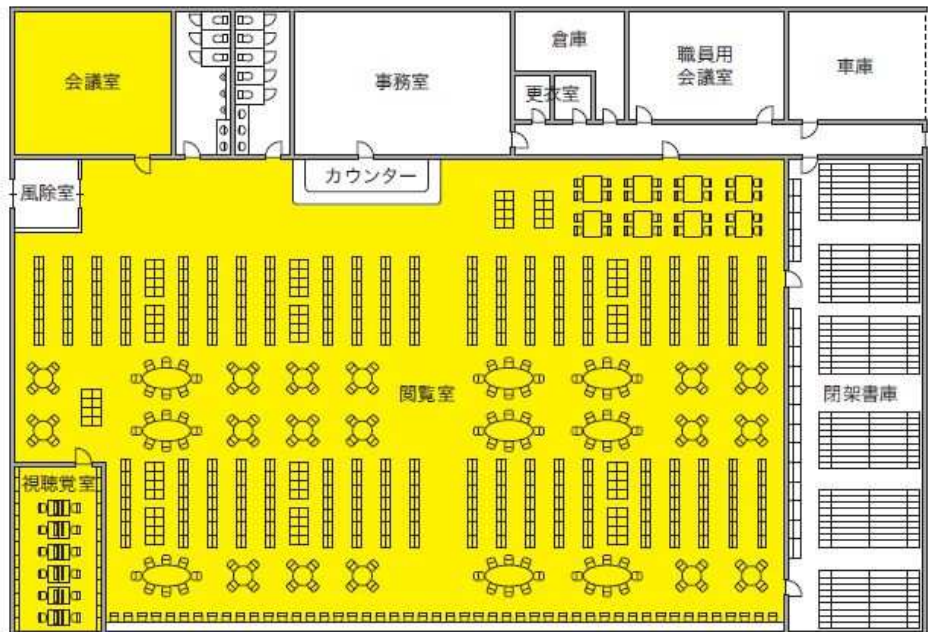 会議室
事務室
倉庫
更衣室
職員用
会議室
車庫
風除室
カウンター
閲覧室
閉架書庫
視聴覚室